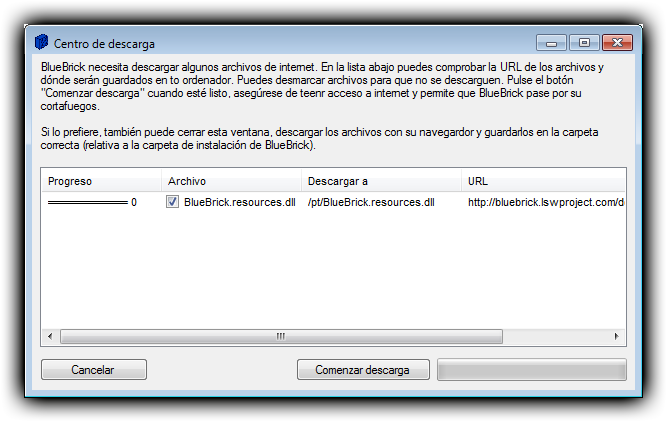 Centro de descarga
BlueBrick necesita descargar algunos archivos de internet. En la lista abajo puedes comprobar la URL de los archivos y
dónde serán guardados en to ordenador. Puedes desmarcar archivos para que no se descarguen. Pulse el botón
"Comenzar descarga" cuando esté listo, asegúrese de teenr acceso a internet y permite que BlueBrick pase por su
cortafuegos.
Si lo prefiere, también puede cerrar esta ventana, descargar los archivos con su navegardor y guardarlos en la carpeta
correcta (relativa a la carpeta de instalación de BlueBrick).
Progreso Archivo Descargar a URL
0 BlueBrick.resources.dll /pt/BlueBrick.resources.dll http://bluebrick.lswproject.com/d
Cancelar Comenzar descarga